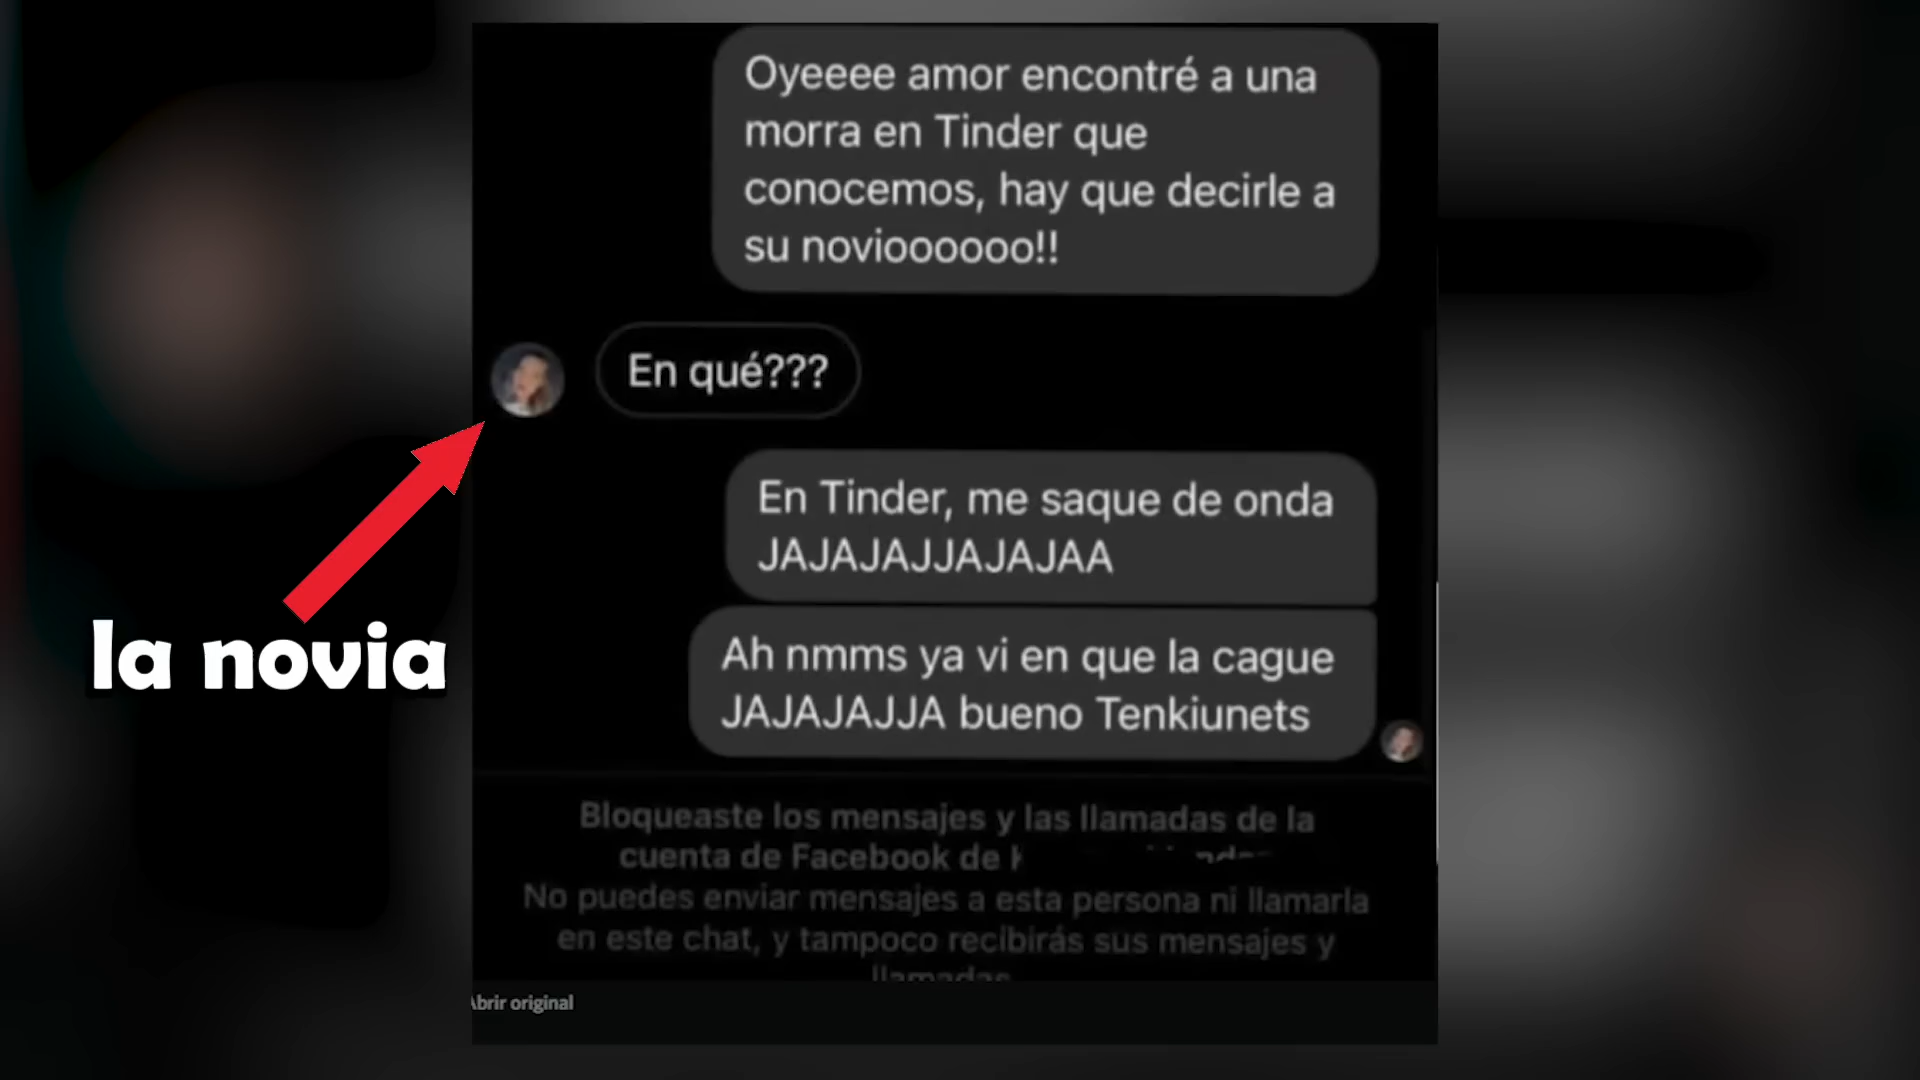 Oyeeee amor encontré a una
morra en Tinder que
conocemos, hay que decirle a
su novioooooo!!
En qué???
En Tinder, me saque de onda
JAJAJAJJAJAJAA
la novia
Ah nmms ya vi en que la cague
JAJAJAJJA bueno Tenkiunets
Bloqueaste los mensajes y las llamadas de la
cuenta de Facebook de
No puedes enviar mensajes a esta persona ni llamarla
en este chat, y tampoco recibirás sus mensajes y
llamadas
Abrir original